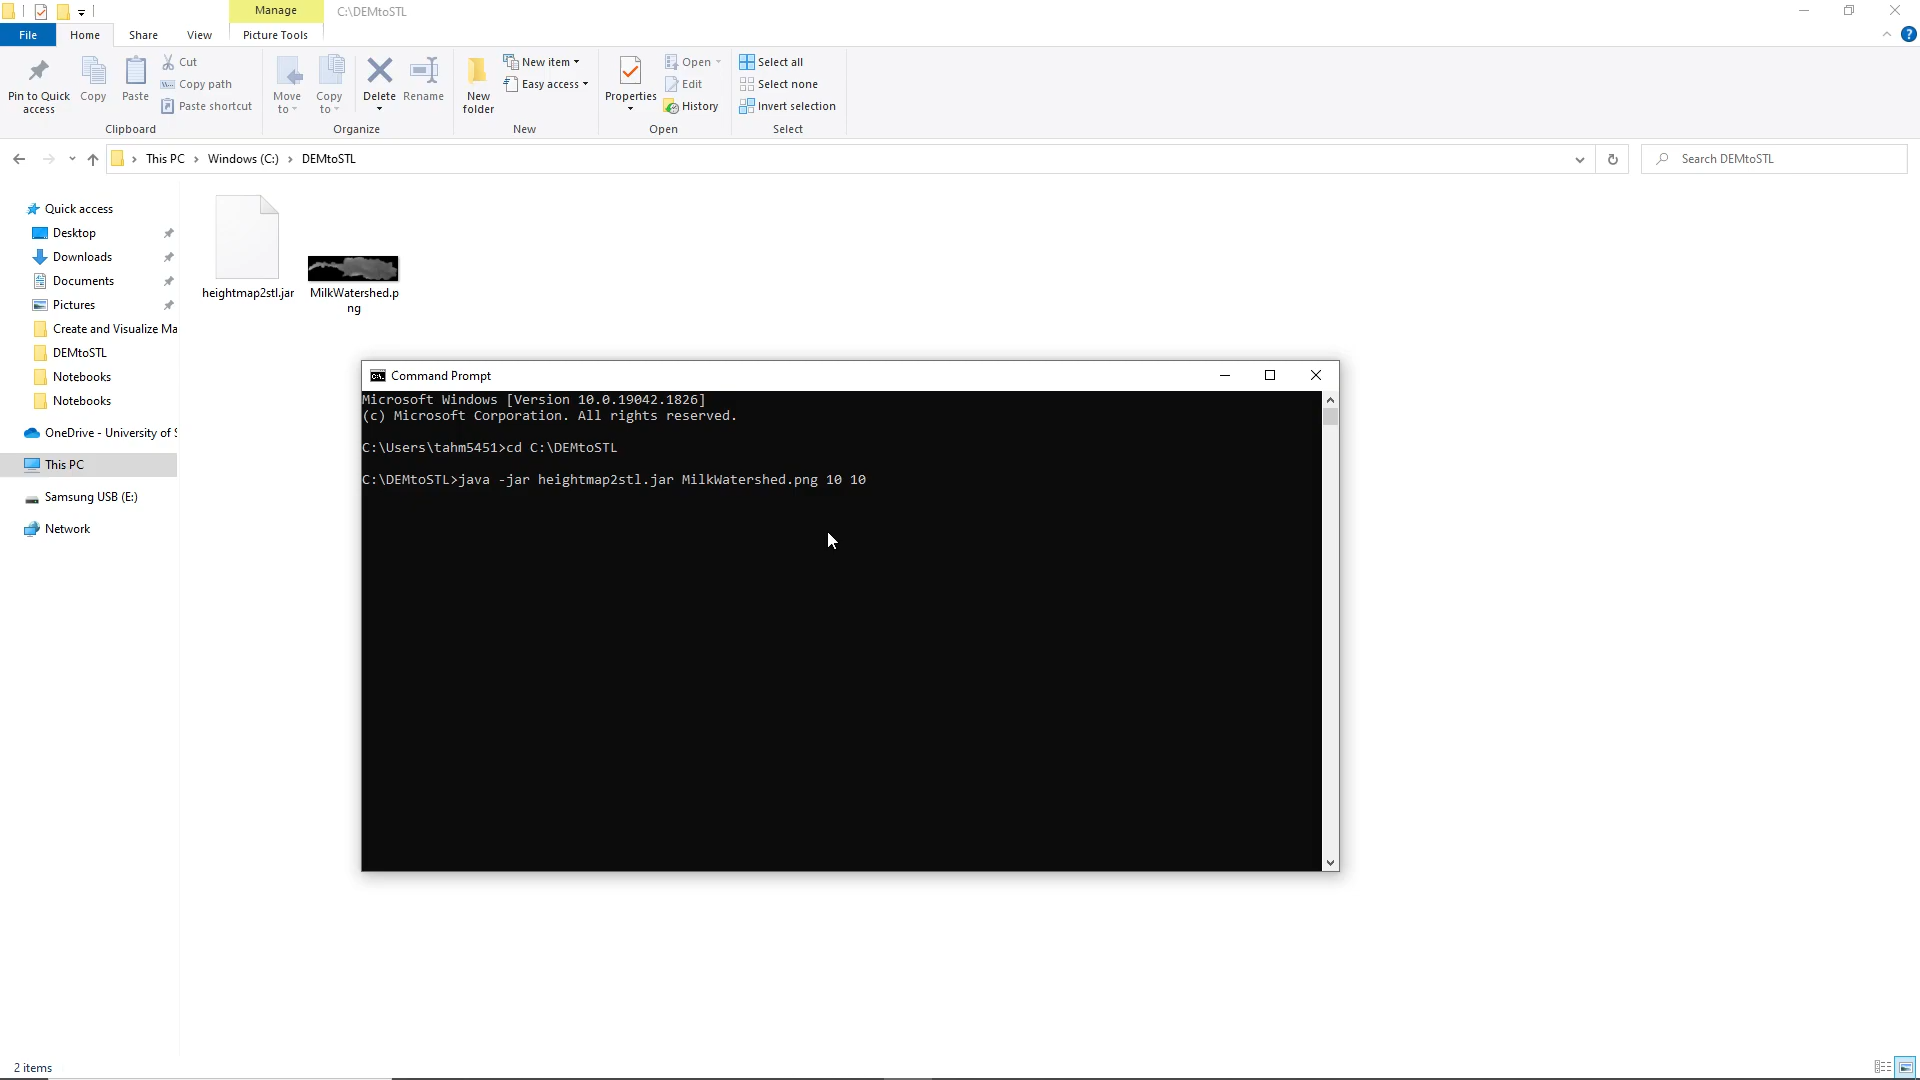 Manage
C:\DEMtoSTL
File
Home
Share
View
Picture Tools
?
Pin to Quick
access
Copy
Paste
Cut
Copy path
Paste shortcut
Clipboard
Move
to
Copy
to
Delete
Rename
Organize
New
folder
New item
Easy access
New
Properties
Open
Edit
History
Open
Select all
Select none
Invert selection
Select
This PC
Windows (C:)
DEMtoSTL
Search DEMtoSTL
Quick access
Desktop
Downloads
Documents
Pictures
Create and Visualize Ma
DEMtoSTL
Notebooks
Notebooks
OneDrive - University of S
This PC
Samsung USB (E:)
Network
heightmap2stl.jar
MilkWatershed.p
ng
Command Prompt
Microsoft Windows [Version 10.0.19042.1826]
(c) Microsoft Corporation. All rights reserved.
C:\Users\tahm5451>cd C:\DEMtoSTL
C:\DEMtoSTL>java -jar heightmap2stl.jar MilkWatershed.png 10 10
2 items